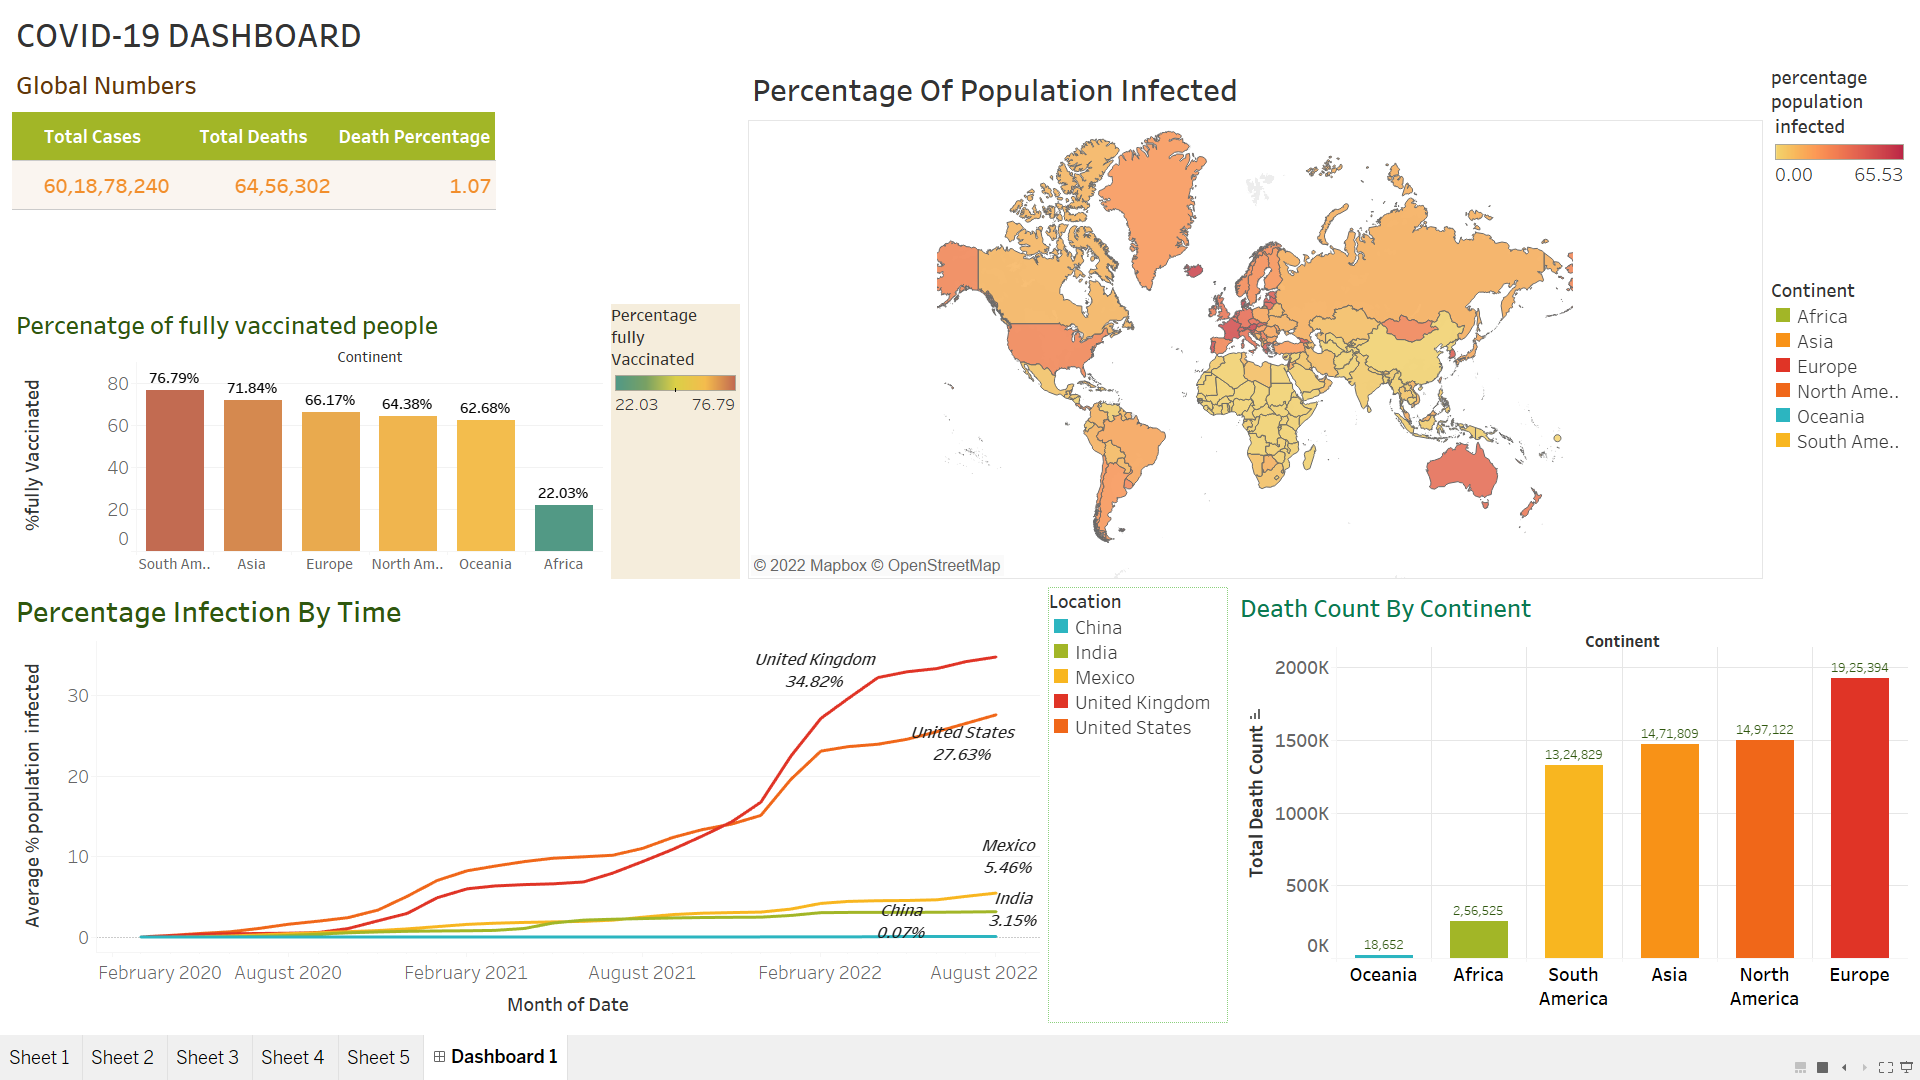 COVID-19 DASHBOARD
Global Numbers
Total Cases Total Deaths Death Percentage
60,18,78,240 64,56,302 1.07
Percenatge of fully vaccinated people
Continent
%fully Vaccinated
80
60
40
20
0
76.79%
71.84%
66.17%
64.38%
62.68%
22.03%
South Am..
Asia
Europe
North Am..
Oceania
Africa
Percentage
fully
Vaccinated
22.03 76.79
Percentage Of Population Infected
© 2022 Mapbox © OpenStreetMap
percentage
population
infected
0.00 65.53
Continent
Africa
Asia
Europe
North Ame..
Oceania
South Ame..
Percentage Infection By Time
Average % population infected
30
20
10
0
United Kingdom
34.82%
United States
27.63%
Mexico
5.46%
India
3.15%
China
0.07%
February 2020
August 2020
February 2021
August 2021
February 2022
August 2022
Month of Date
Location
China
India
Mexico
United Kingdom
United States
Death Count By Continent
Continent
Total Death Count
2000K
1500K
1000K
500K
0K
18,652
2,56,525
13,24,829
14,71,809
14,97,122
19,25,394
Oceania
Africa
South
America
Asia
North
America
Europe
Sheet 1
Sheet 2
Sheet 3
Sheet 4
Sheet 5
Dashboard 1